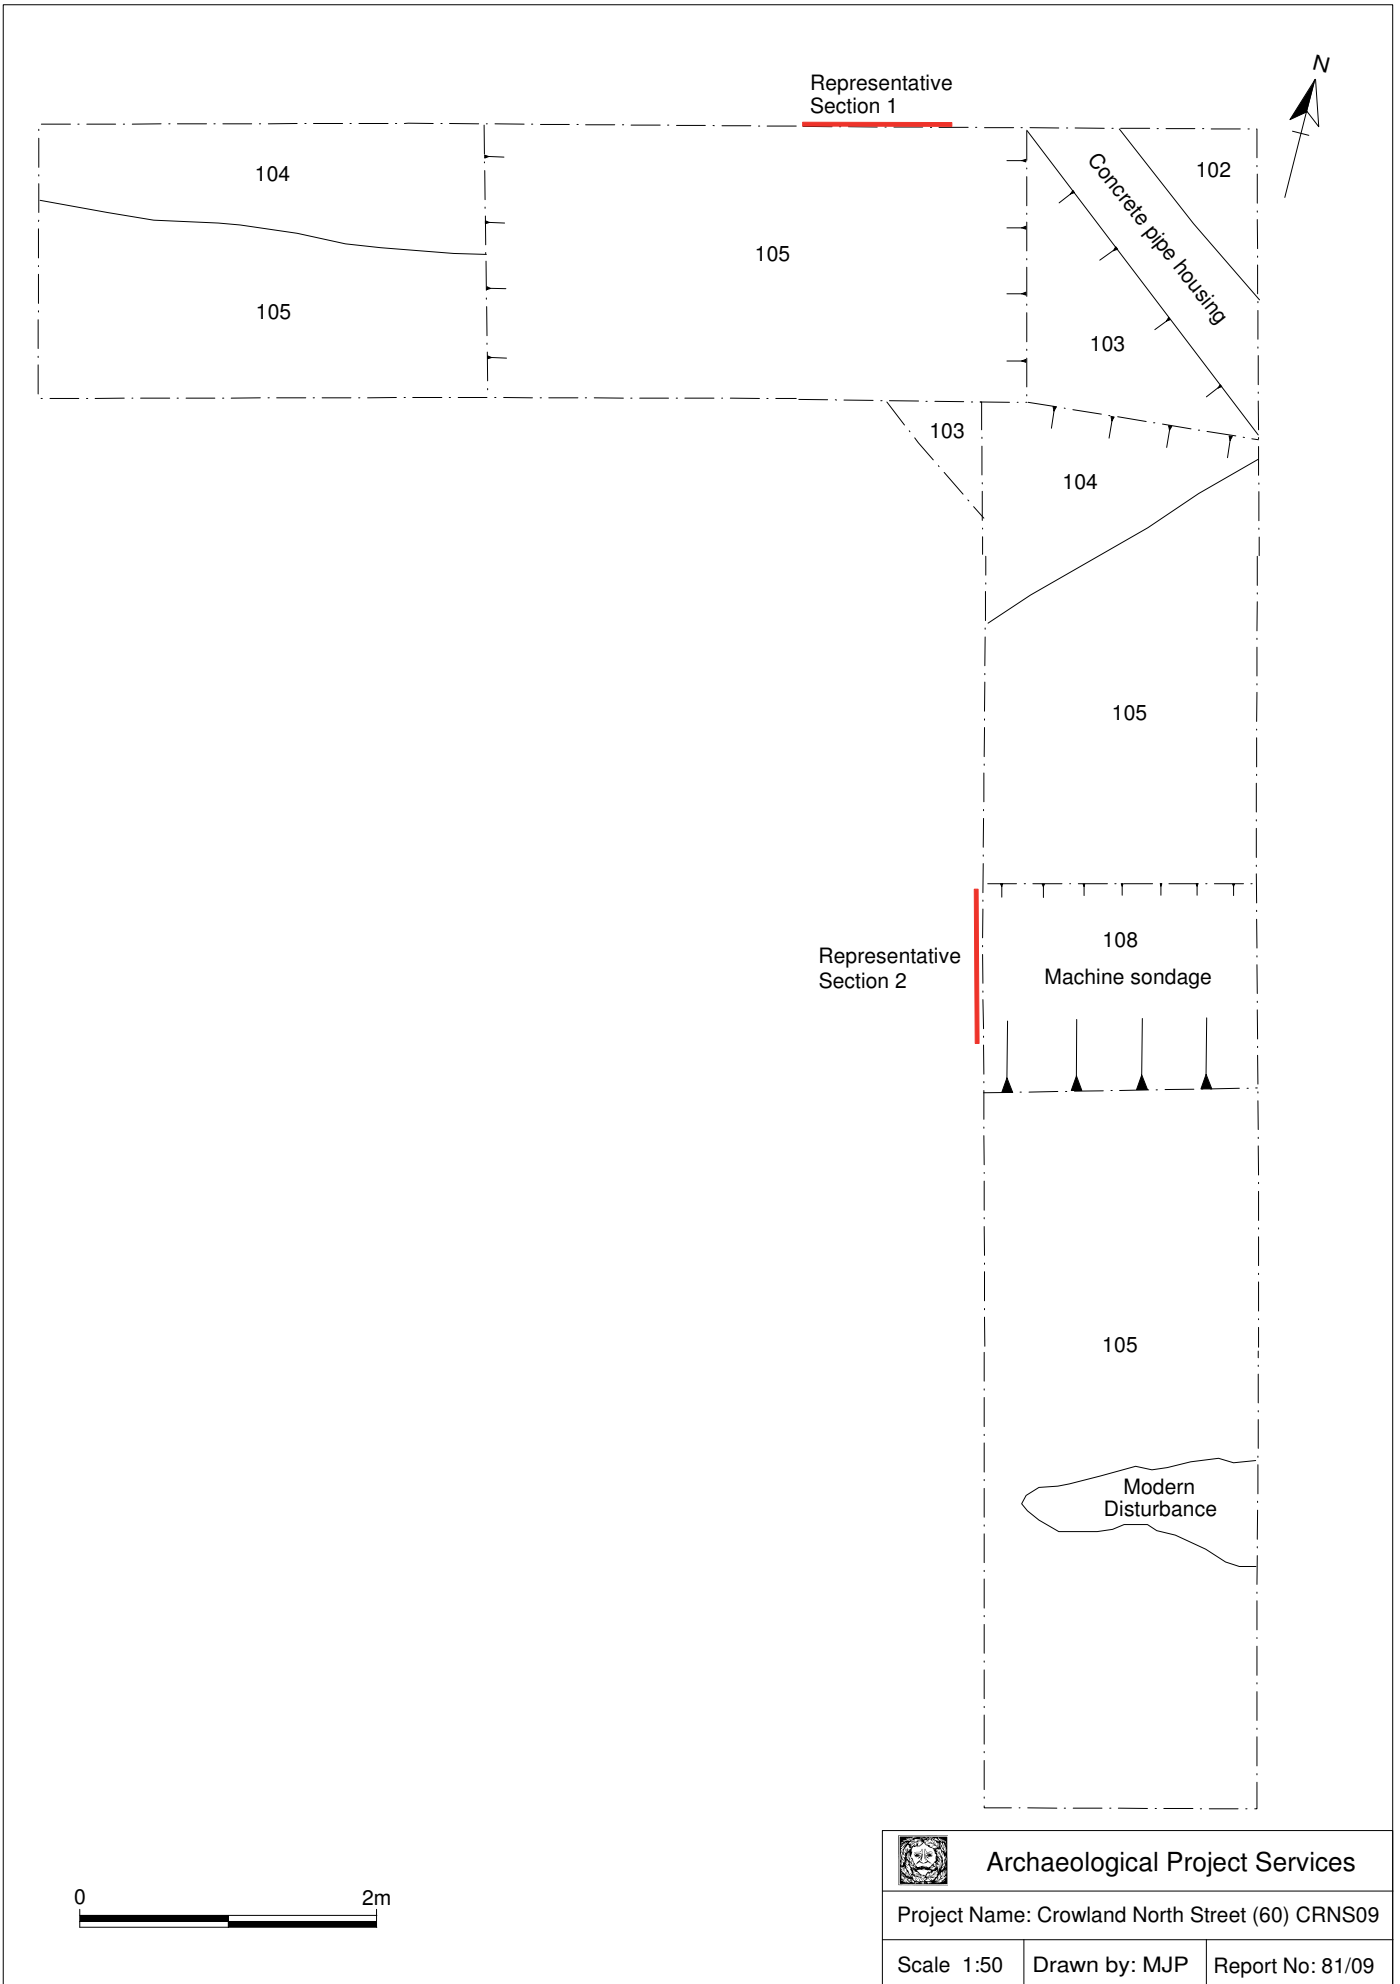 N
Representative
Section 1
104
102
Concrete pipe housing
105
105
103
103
104
105
108
Representative
Section 2
Machine sondage
105
Modern
Disturbance
0 2m
Archaeological Project Services
Project Name: Crowland North Street (60) CRNS09
Scale 1:50 Drawn by: MJP Report No: 81/09